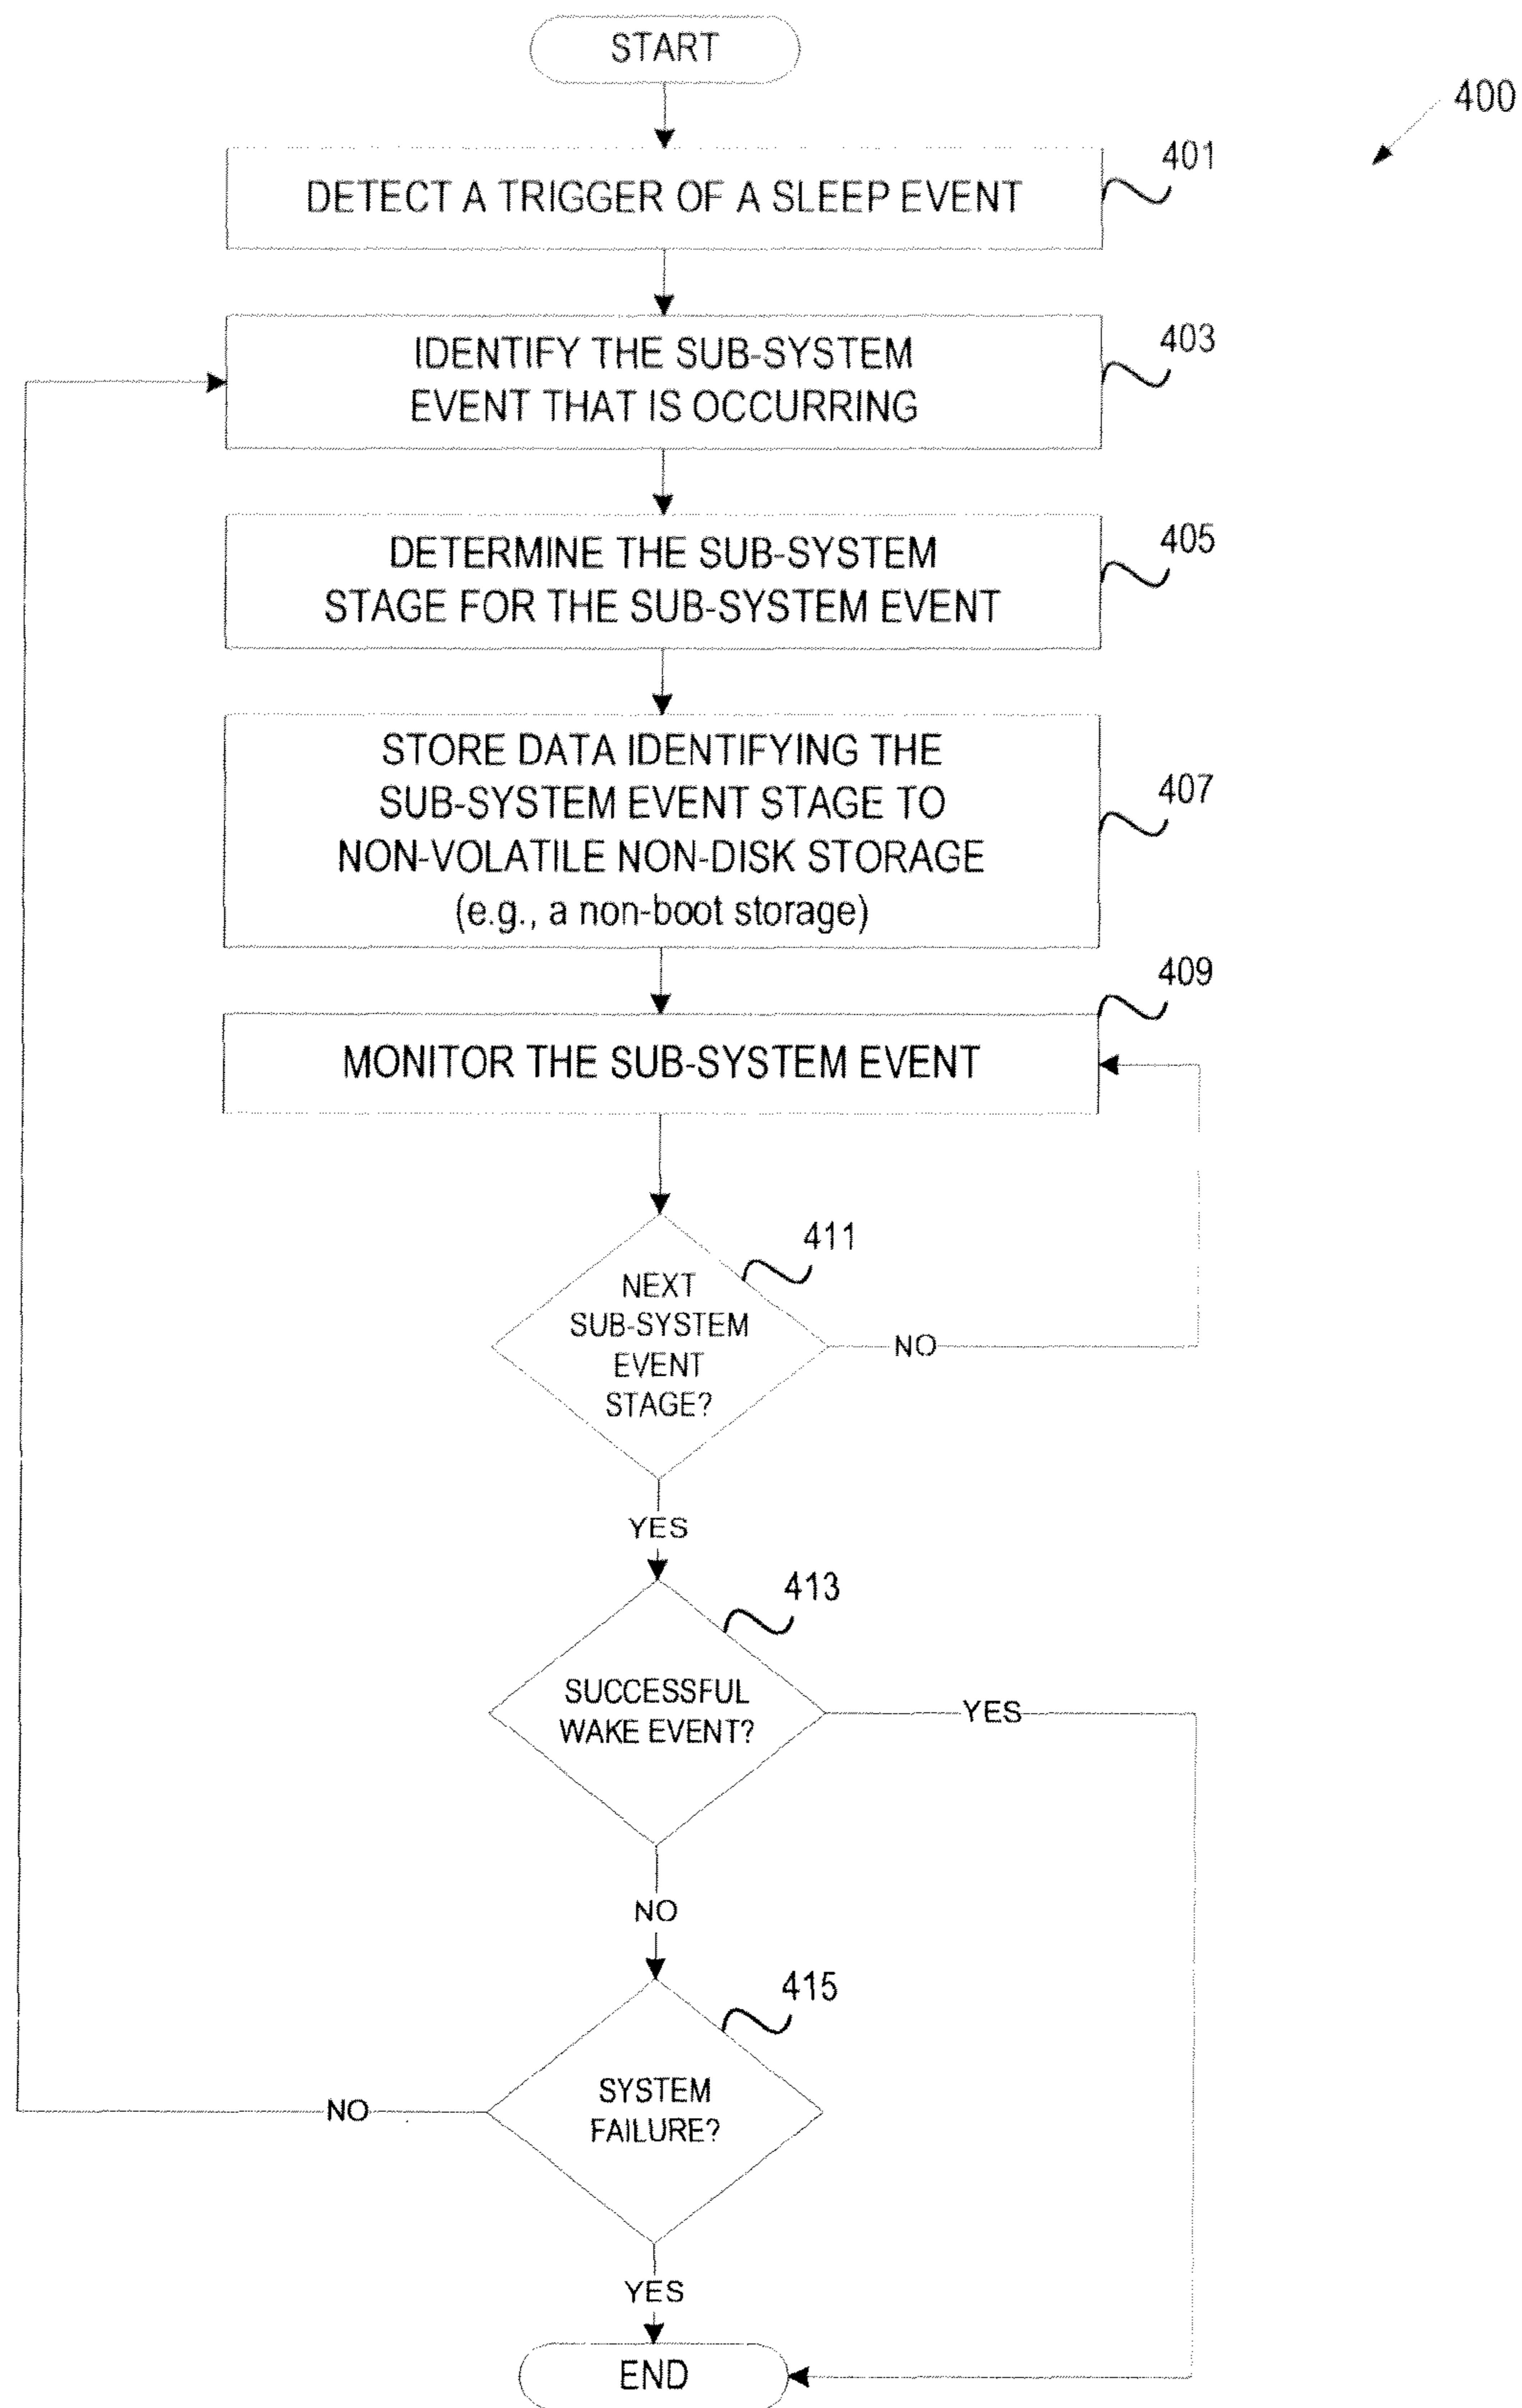 START
400
401
DETECT A TRIGGER OF A SLEEP EVENT
403
IDENTIFY THE SUB-SYSTEM
EVENT THAT IS OCCURRING
405
DETERMINE THE SUB-SYSTEM
STAGE FOR THE SUB-SYSTEM EVENT
STORE DATA IDENTIFYING THE
SUB-SYSTEM EVENT STAGE TO
407
NON-VOLATILE NON-DISK STORAGE
(e.g., a non-boot storage)
409
MONITOR THE SUB-SYSTEM EVENT
411
NEXT
SUB-SYSTEM
EVENT
STAGE?
NO
YES
413
SUCCESSFUL
WAKE EVENT?
YES
NO
415
SYSTEM
FAILURE?
NO
YES
END